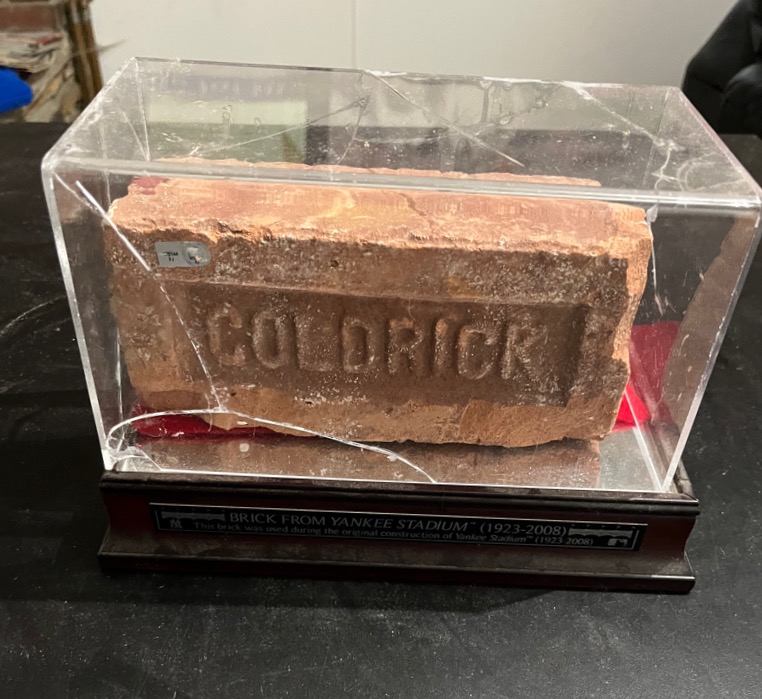 GOLDRICK
BRICK FROM YANKEE STADIUM™ (1923-2008)
This brick was used during the original construction of Yankee Stadium™ (1923-2008)